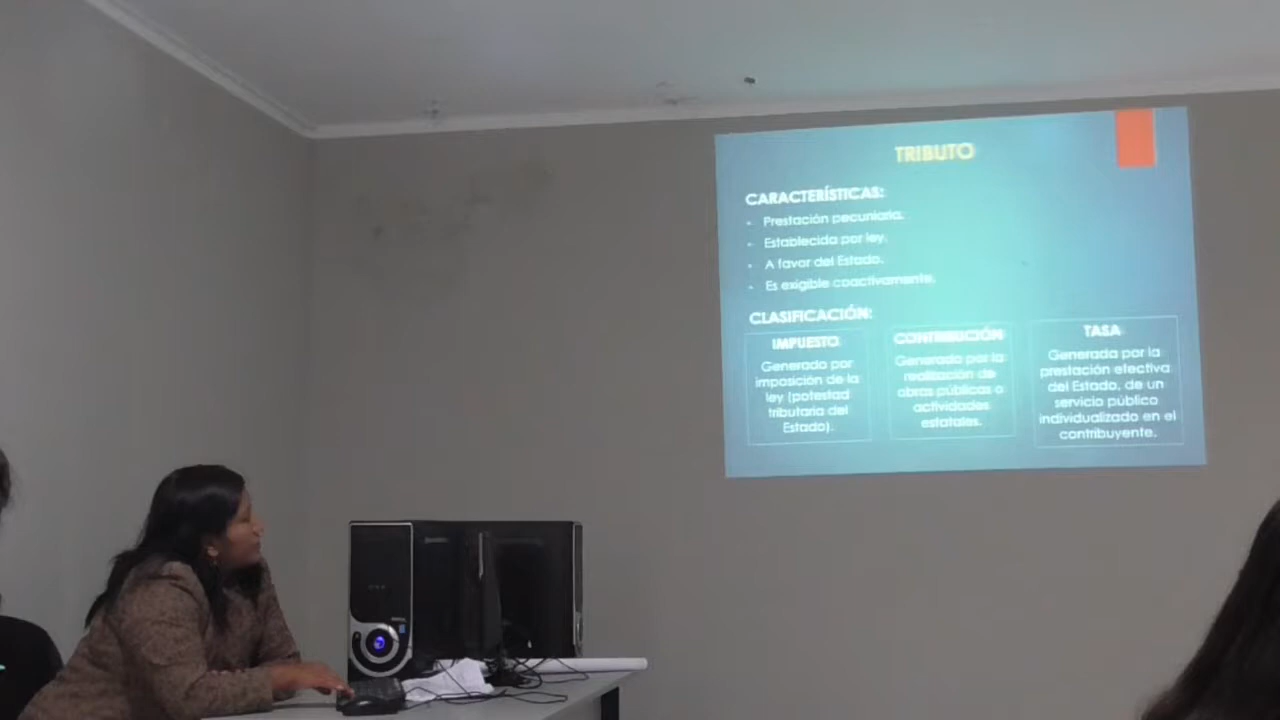 TRIBUTO
CARACTERÍSTICAS:
- Prestación pecuniaria.
- Establecida por ley.
- A favor del Estado.
- Es exigible coactivamente.
CLASIFICACIÓN:
IMPUESTO
Generado por
imposición de la
ley (potestad
tributaria del
Estado).
CONTRIBUCIÓN
Generada por la
realización de
obras públicas o
actividades
estatales.
TASA
Generada por la
prestación efectiva
del Estado, de un
servicio público
individualizado en el
contribuyente.